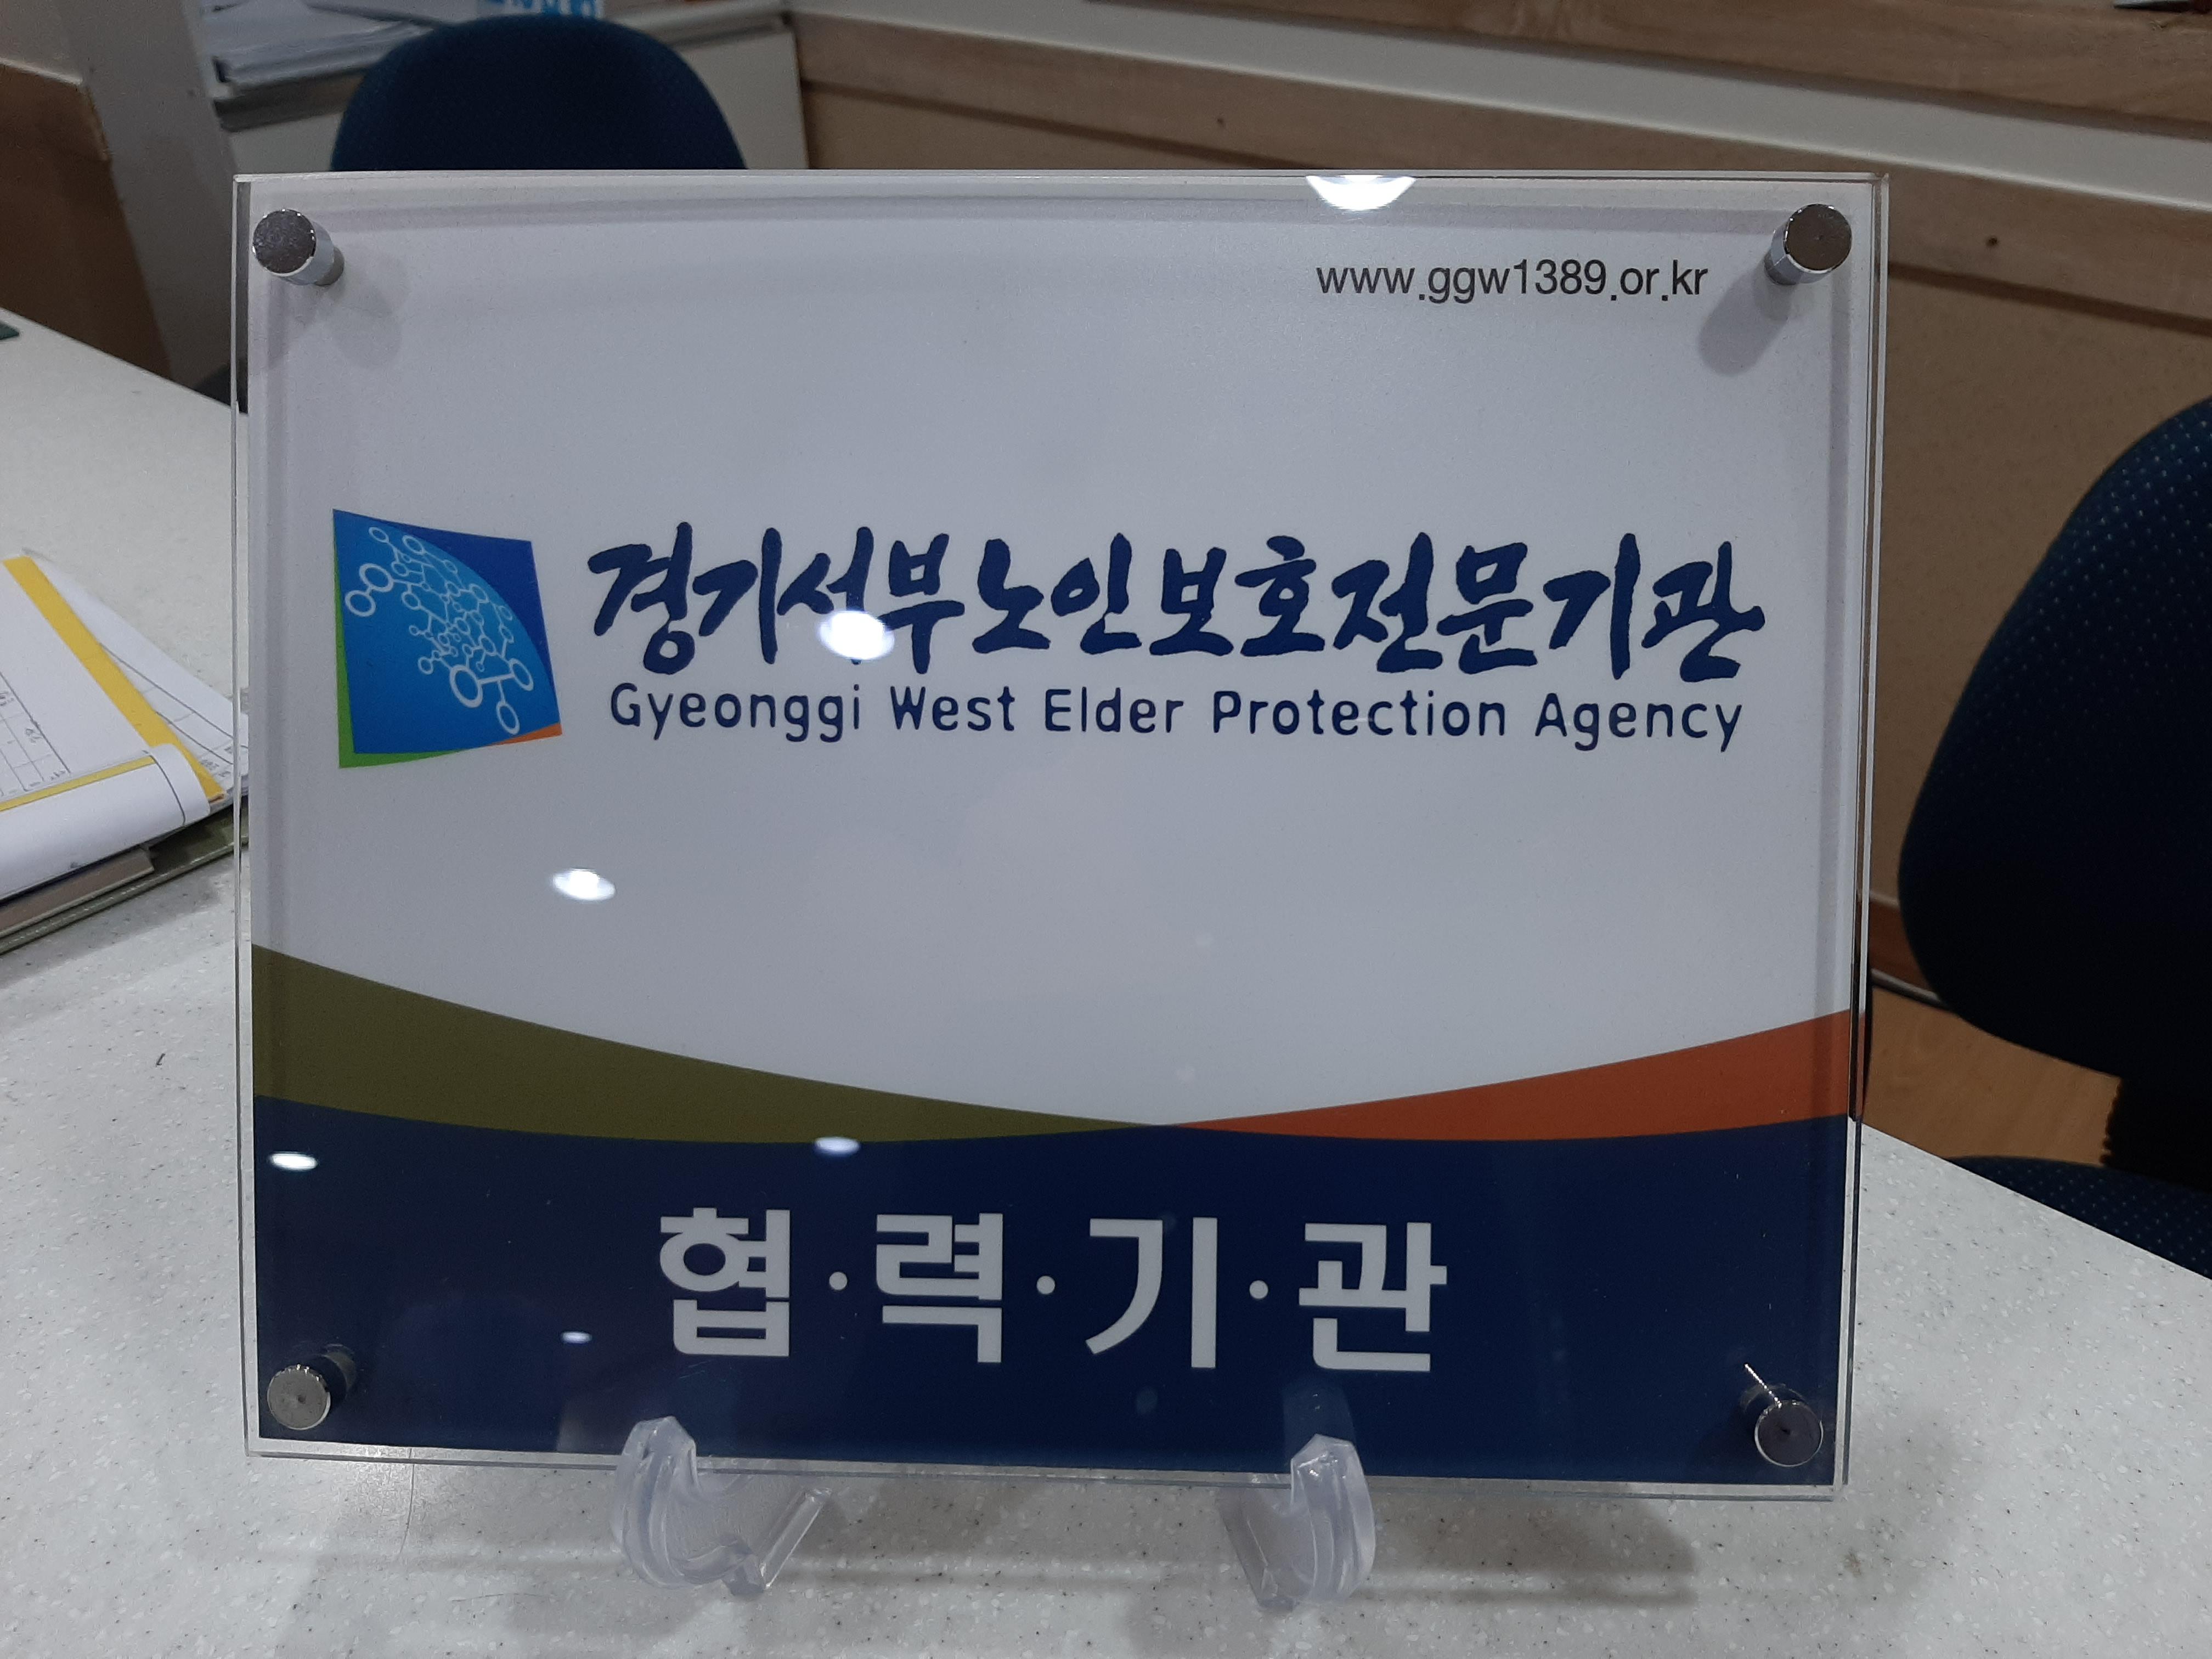 www.ggw1389.or.kr
경기서부노인보호전문기관
Gyeonggi West Elder Protection Agency
협·력·기·관